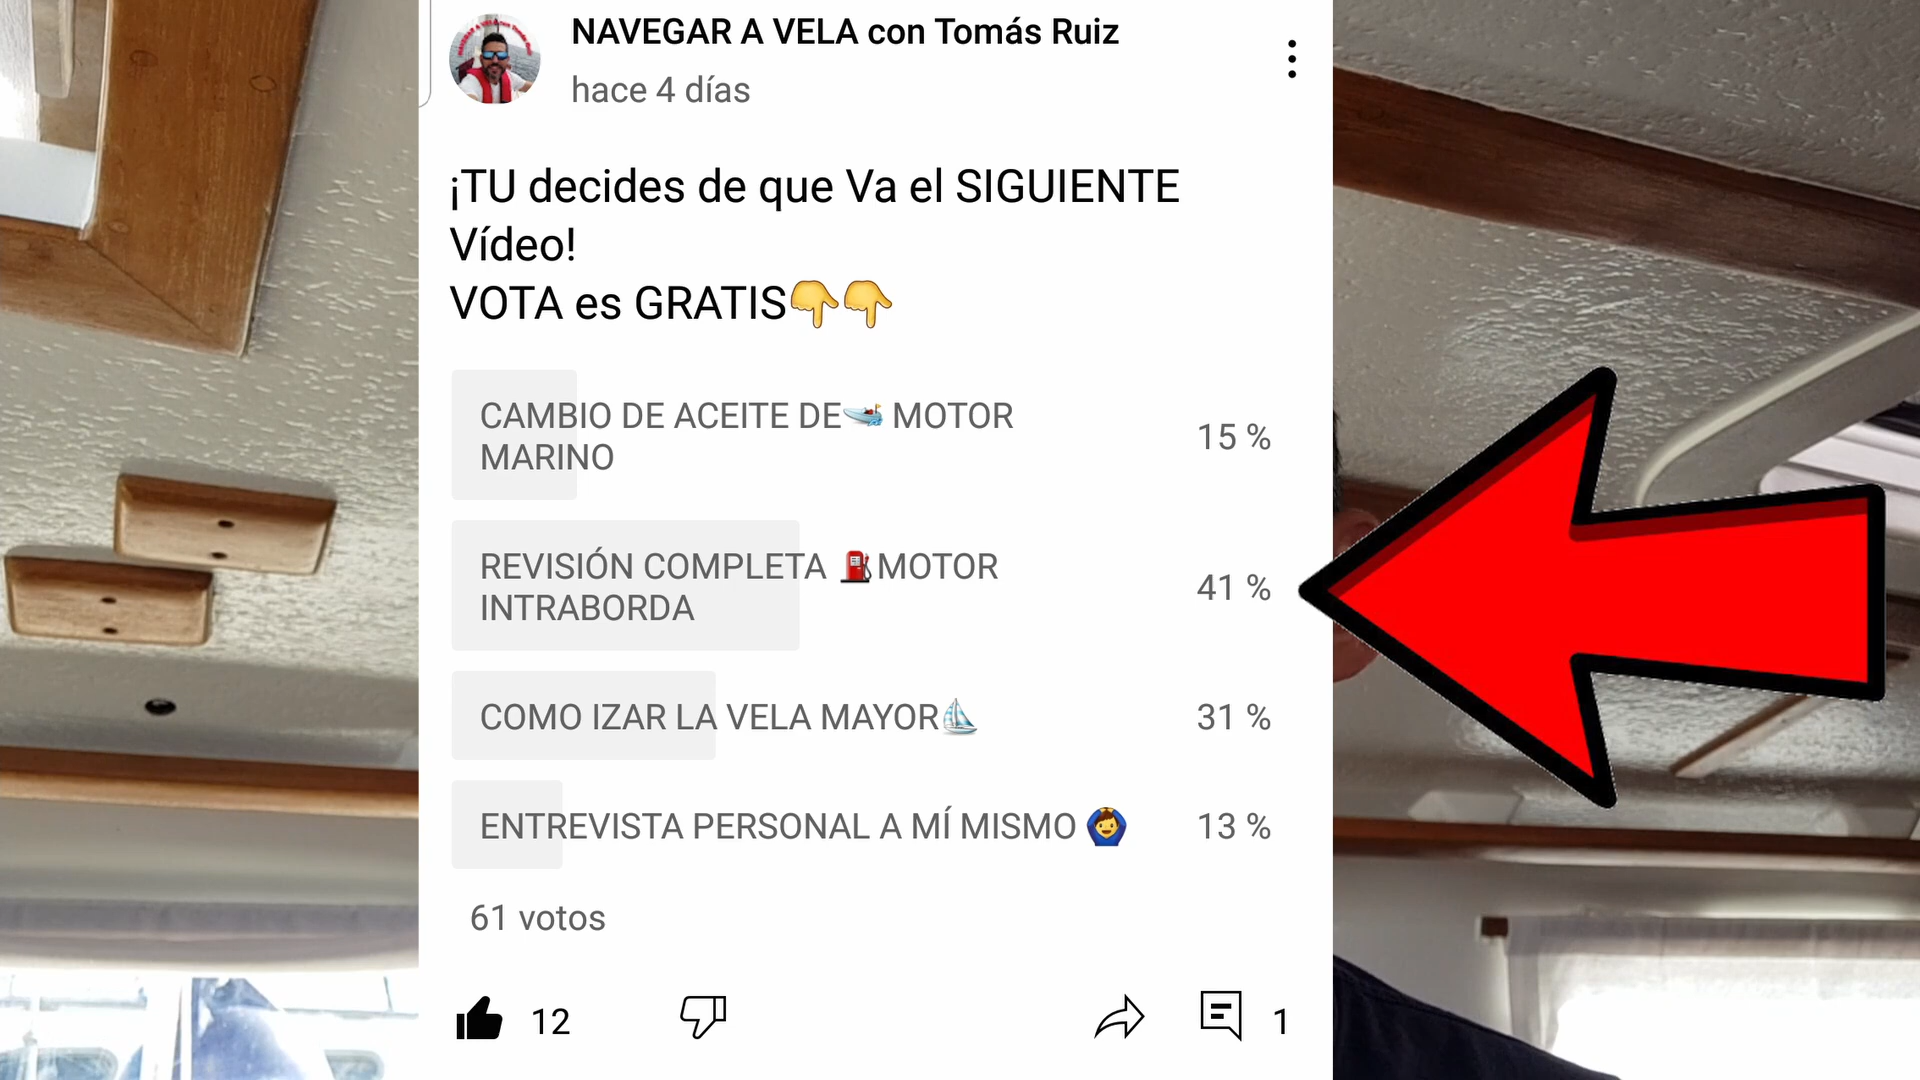 NAVEGAR A VELA con Tomás Ruiz
hace 4 días
¡TU decides de que Va el SIGUIENTE
Vídeo!
VOTA es GRATIS👇👇
CAMBIO DE ACEITE DE🚤 MOTOR
MARINO
15 %
REVISIÓN COMPLETA ⛽MOTOR
INTRABORDA
41 %
COMO IZAR LA VELA MAYOR⛵
31 %
ENTREVISTA PERSONAL A MÍ MISMO 🙆‍♂️
13 %
61 votos
12
1